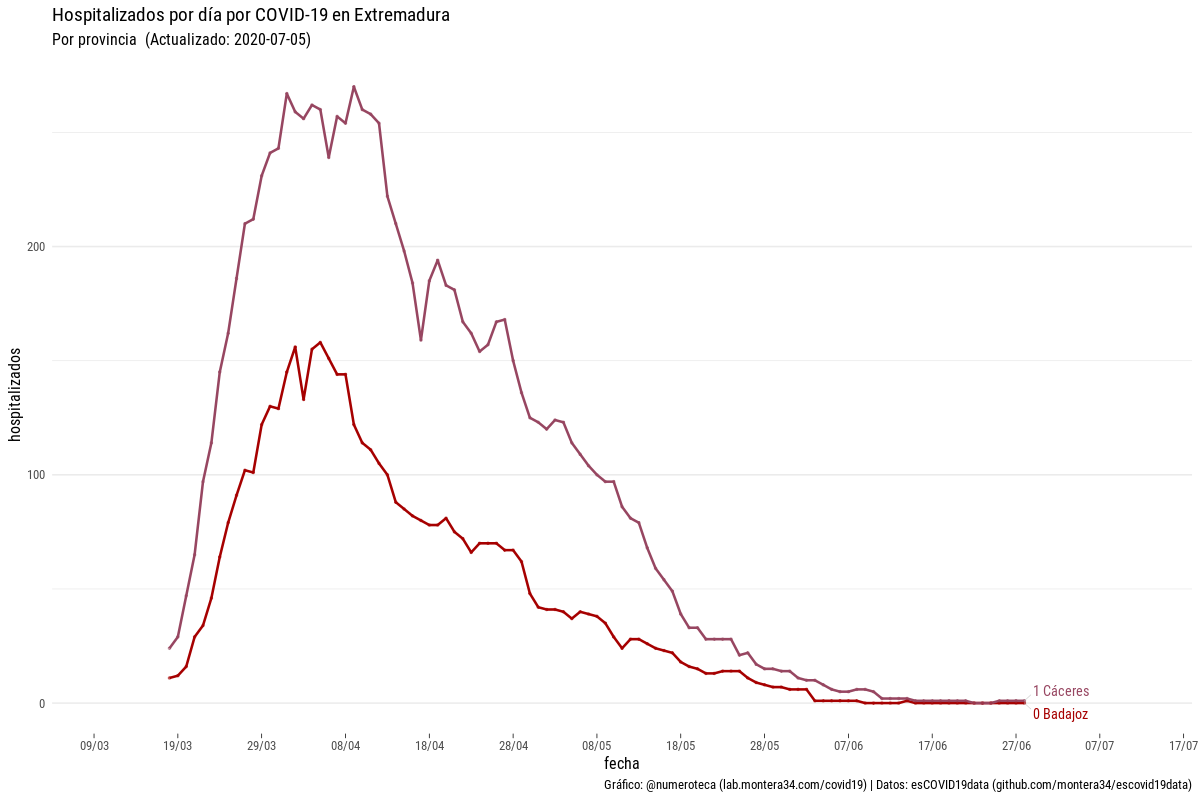 Hospitalizados por día por COVID-19 en Extremadura
Por provincia (Actualizado: 2020-07-05)
hospitalizados
200
100
0
1 Cáceres
0 Badajoz
09/03 19/03 29/03 08/04 18/04 28/04 08/05 18/05 28/05 07/06 17/06 27/06 07/07 17/07
fecha
Gráfico: @numeroteca (lab.montera34.com/covid19) | Datos: esCOVID19data (github.com/montera34/escovid19data)